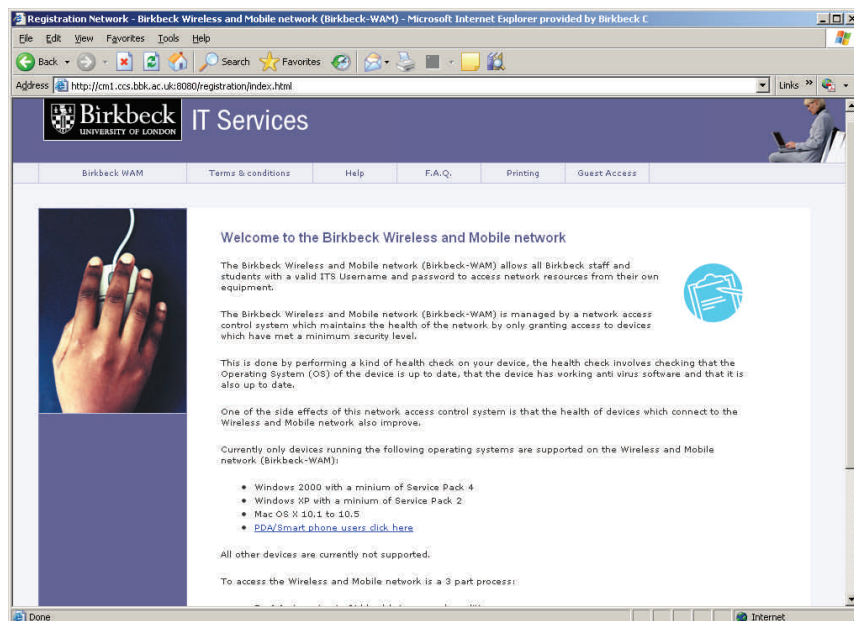 Registration Network - Birkbeck Wireless and Mobile network (Birkbeck-WAM) - Microsoft Internet Explorer provided by Birkbeck C
File Edit View Favorites Tools Help
Back Search Favorites
Address http://cm1.ccs.bbk.ac.uk:8080/registration/index.html Links »
Birkbeck IT Services
UNIVERSITY OF LONDON
Birkbeck WAM Terms & conditions Help F.A.Q. Printing Guest Access
Welcome to the Birkbeck Wireless and Mobile network
The Birkbeck Wireless and Mobile network (Birkbeck-WAM) allows all Birkbeck staff and
students with a valid ITS Username and password to access network resources from their own
equipment.
The Birkbeck Wireless and Mobile network (Birkbeck-WAM) is managed by a network access
control system which maintains the health of the network by only granting access to devices
which have met a minimum security level.
This is done by performing a kind of health check on your device, the health check involves checking that the
Operating System (OS) of the device is up to date, that the device has working anti virus software and that it is
also up to date.
One of the side effects of this network access control system is that the health of devices which connect to the
Wireless and Mobile network also improve.
Currently only devices running the following operating systems are supported on the Wireless and Mobile
network (Birkbeck-WAM):
• Windows 2000 with a minium of Service Pack 4
• Windows XP with a minium of Service Pack 2
• Mac OS X 10.1 to 10.5
• PDA/Smart phone users click here
All other devices are currently not supported.
To access the Wireless and Mobile network is a 3 part process:
Done Internet